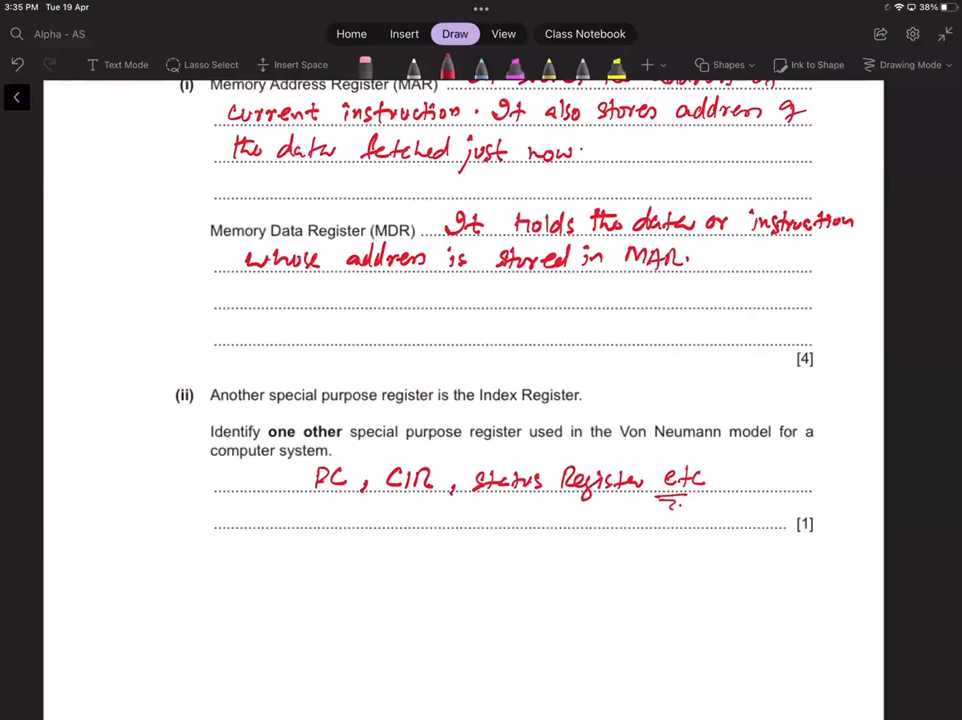 3:35 PM Tue 19 Apr
38%
Alpha - AS
Home Insert Draw View Class Notebook
Text Mode Lasso Select Insert Space Shapes Ink to Shape Drawing Mode
(i) Memory Address Register (MAR)
current instruction. It also stores address of
the data fetched just now.
Memory Data Register (MDR) It holds the data or instruction
whose address is stored in MAR.
[4]
(ii) Another special purpose register is the Index Register.
Identify one other special purpose register used in the Von Neumann model for a
computer system.
PC, CIR, Status Register etc
[1]